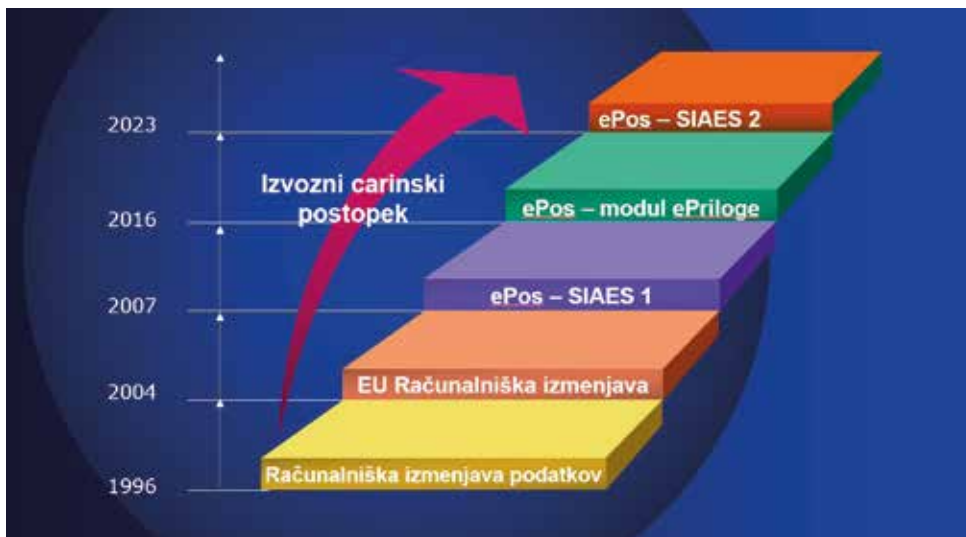 2023
ePos – SIAES 2
Izvozni carinski
postopek
2016
ePos – modul ePriloge
2007
ePos – SIAES 1
2004
EU Računalniška izmenjava
1996
Računalniška izmenjava podatkov